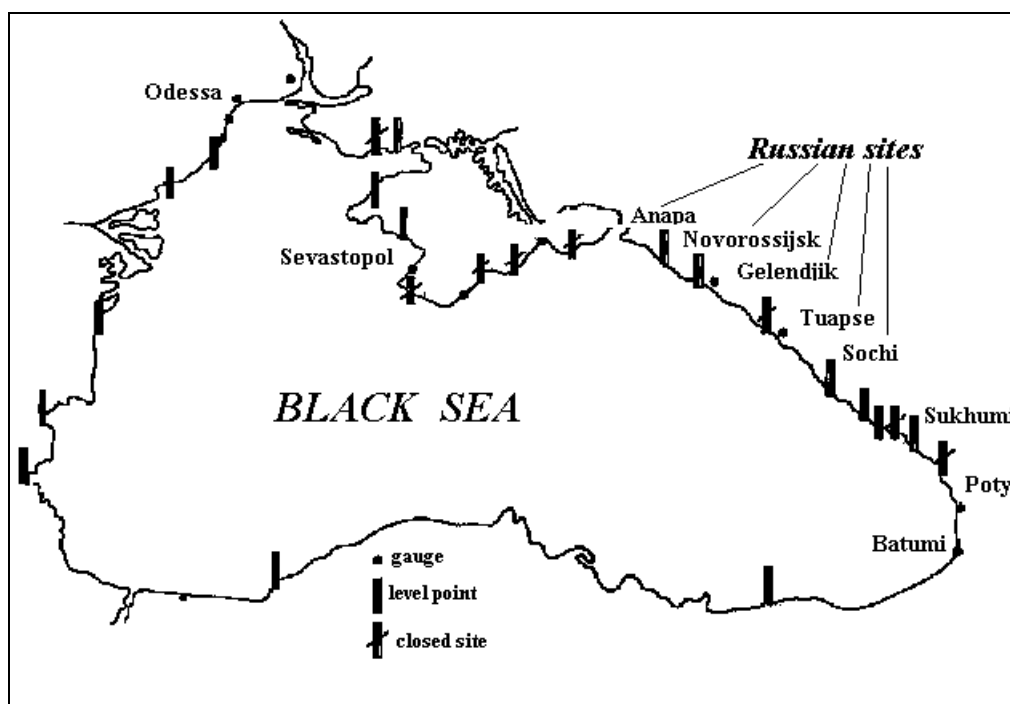 Odessa
Russian sites
Anapa
Novorossijsk
Sevastopol
Gelendjik
Tuapse
Sochi
BLACK SEA
Sukhumi
Poty
Batumi
gauge
level point
closed site